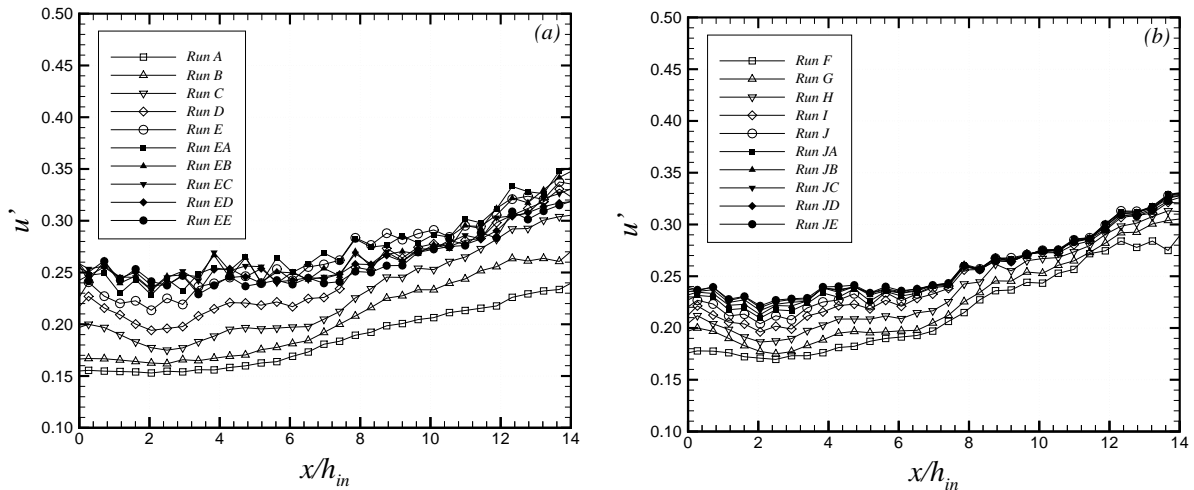 (a)
0.50
0.45
0.40
0.35
0.30
0.25
0.20
0.15
0.10
u’
Run A
Run B
Run C
Run D
Run E
Run EA
Run EB
Run EC
Run ED
Run EE
0 2 4 6 8 10 12 14
x/hin
(b)
0.50
0.45
0.40
0.35
0.30
0.25
0.20
0.15
0.10
u’
Run F
Run G
Run H
Run I
Run J
Run JA
Run JB
Run JC
Run JD
Run JE
0 2 4 6 8 10 12 14
x/hin